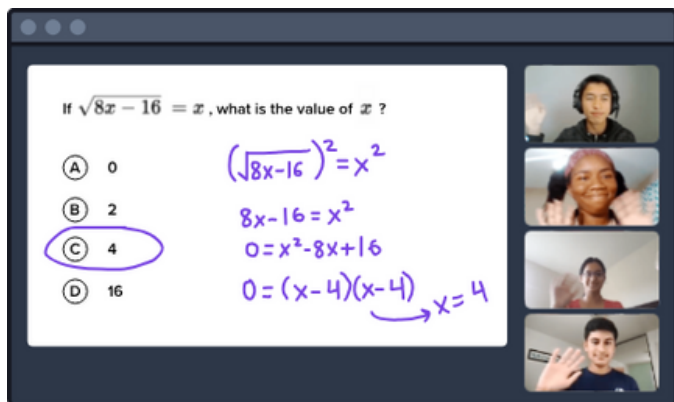 If √8x − 16 = x, what is the value of x ?
(√8x-16)²=x²
A 0
B 2
8x-16=x²
C 4
0=x²-8x+16
D 16
0=(x-4)(x-4)
x=4